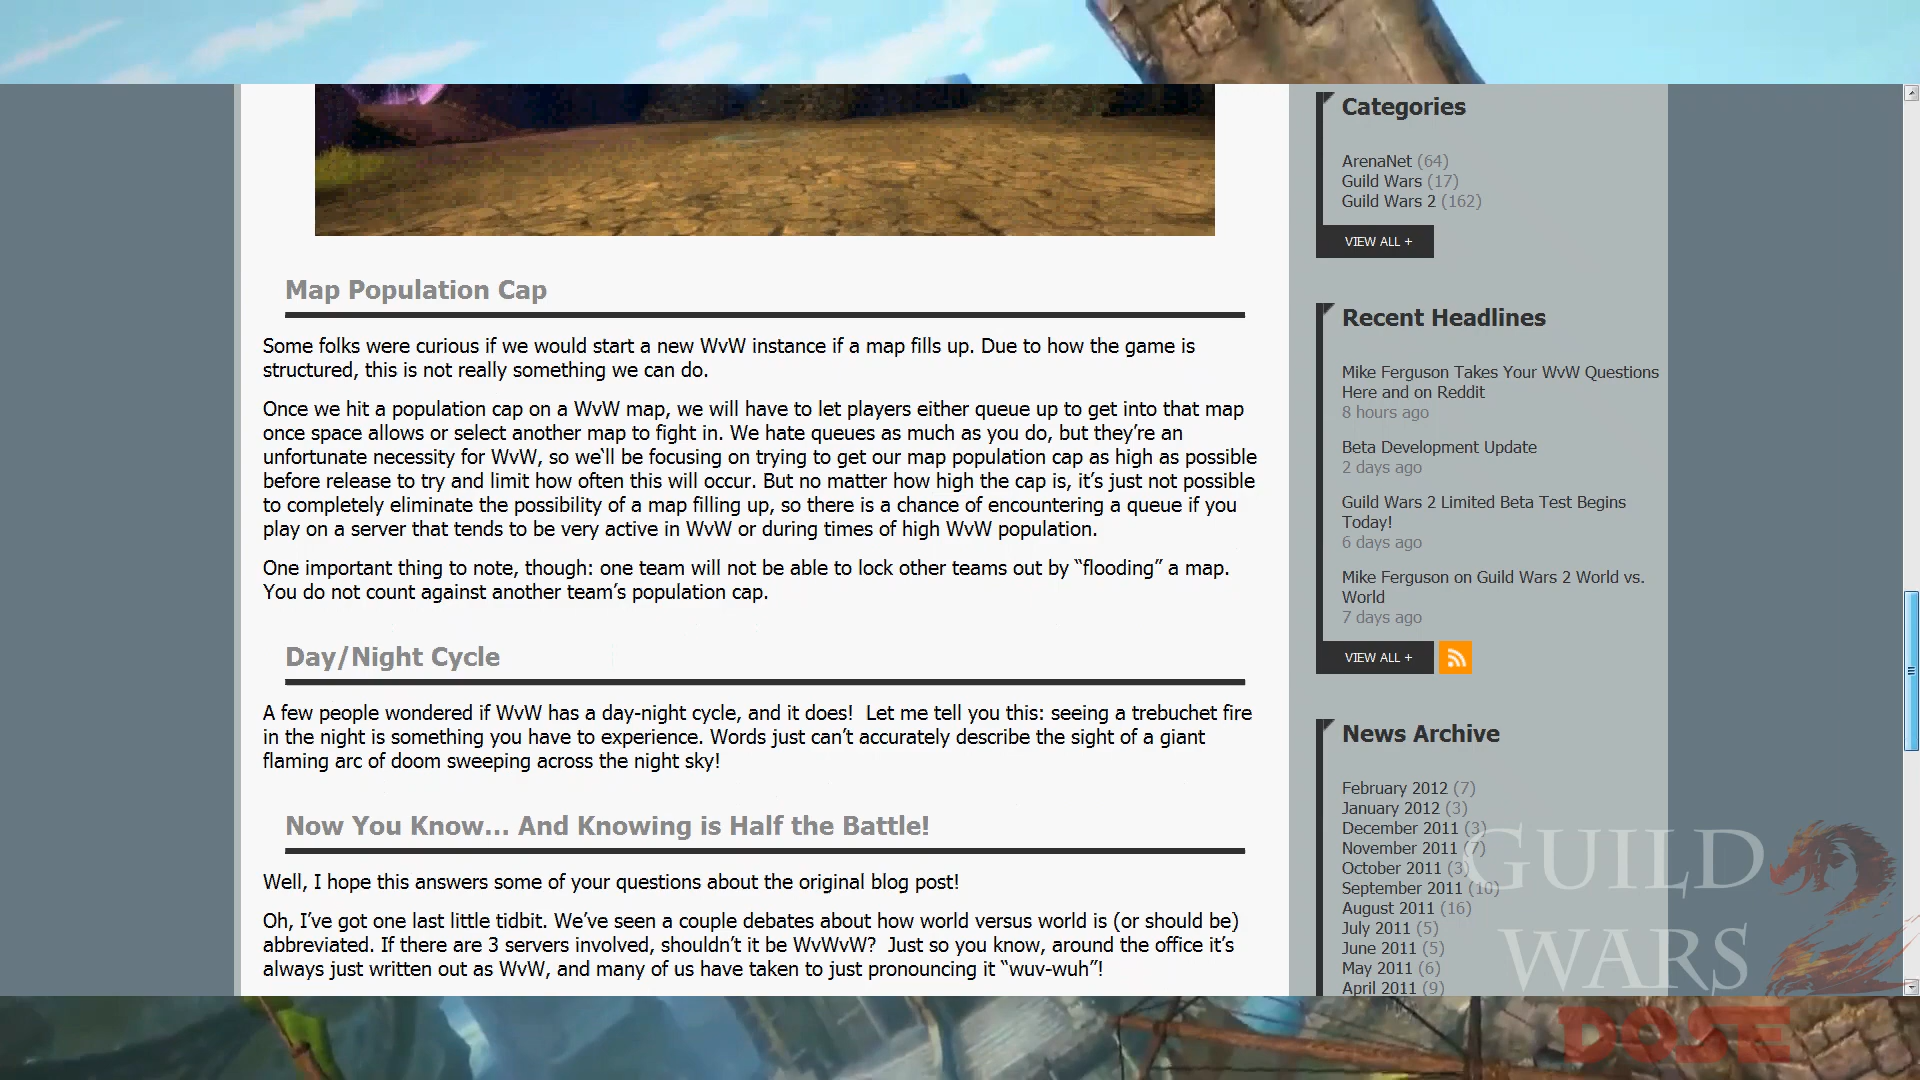 Map Population Cap
Some folks were curious if we would start a new WvW instance if a map fills up. Due to how the game is
structured, this is not really something we can do.
Once we hit a population cap on a WvW map, we will have to let players either queue up to get into that map
once space allows or select another map to fight in. We hate queues as much as you do, but they’re an
unfortunate necessity for WvW, so we‘ll be focusing on trying to get our map population cap as high as possible
before release to try and limit how often this will occur. But no matter how high the cap is, it’s just not possible
to completely eliminate the possibility of a map filling up, so there is a chance of encountering a queue if you
play on a server that tends to be very active in WvW or during times of high WvW population.
One important thing to note, though: one team will not be able to lock other teams out by “flooding” a map.
You do not count against another team’s population cap.
Day/Night Cycle
A few people wondered if WvW has a day-night cycle, and it does!  Let me tell you this: seeing a trebuchet fire
in the night is something you have to experience. Words just can’t accurately describe the sight of a giant
flaming arc of doom sweeping across the night sky!
Now You Know… And Knowing is Half the Battle!
Well, I hope this answers some of your questions about the original blog post!
Oh, I’ve got one last little tidbit. We’ve seen a couple debates about how world versus world is (or should be)
abbreviated. If there are 3 servers involved, shouldn’t it be WvWvW?  Just so you know, around the office it’s
always just written out as WvW, and many of us have taken to just pronouncing it “wuv-wuh”!
Categories
ArenaNet (64)
Guild Wars (17)
Guild Wars 2 (162)
VIEW ALL +
Recent Headlines
Mike Ferguson Takes Your WvW Questions
Here and on Reddit
8 hours ago
Beta Development Update
2 days ago
Guild Wars 2 Limited Beta Test Begins
Today!
6 days ago
Mike Ferguson on Guild Wars 2 World vs.
World
7 days ago
VIEW ALL +
News Archive
February 2012 (7)
January 2012 (3)
December 2011 (3)
November 2011 (7)
October 2011 (3)
September 2011 (10)
August 2011 (16)
July 2011 (5)
June 2011 (5)
May 2011 (6)
April 2011 (9)
GUILD
WARS 2
DOSE